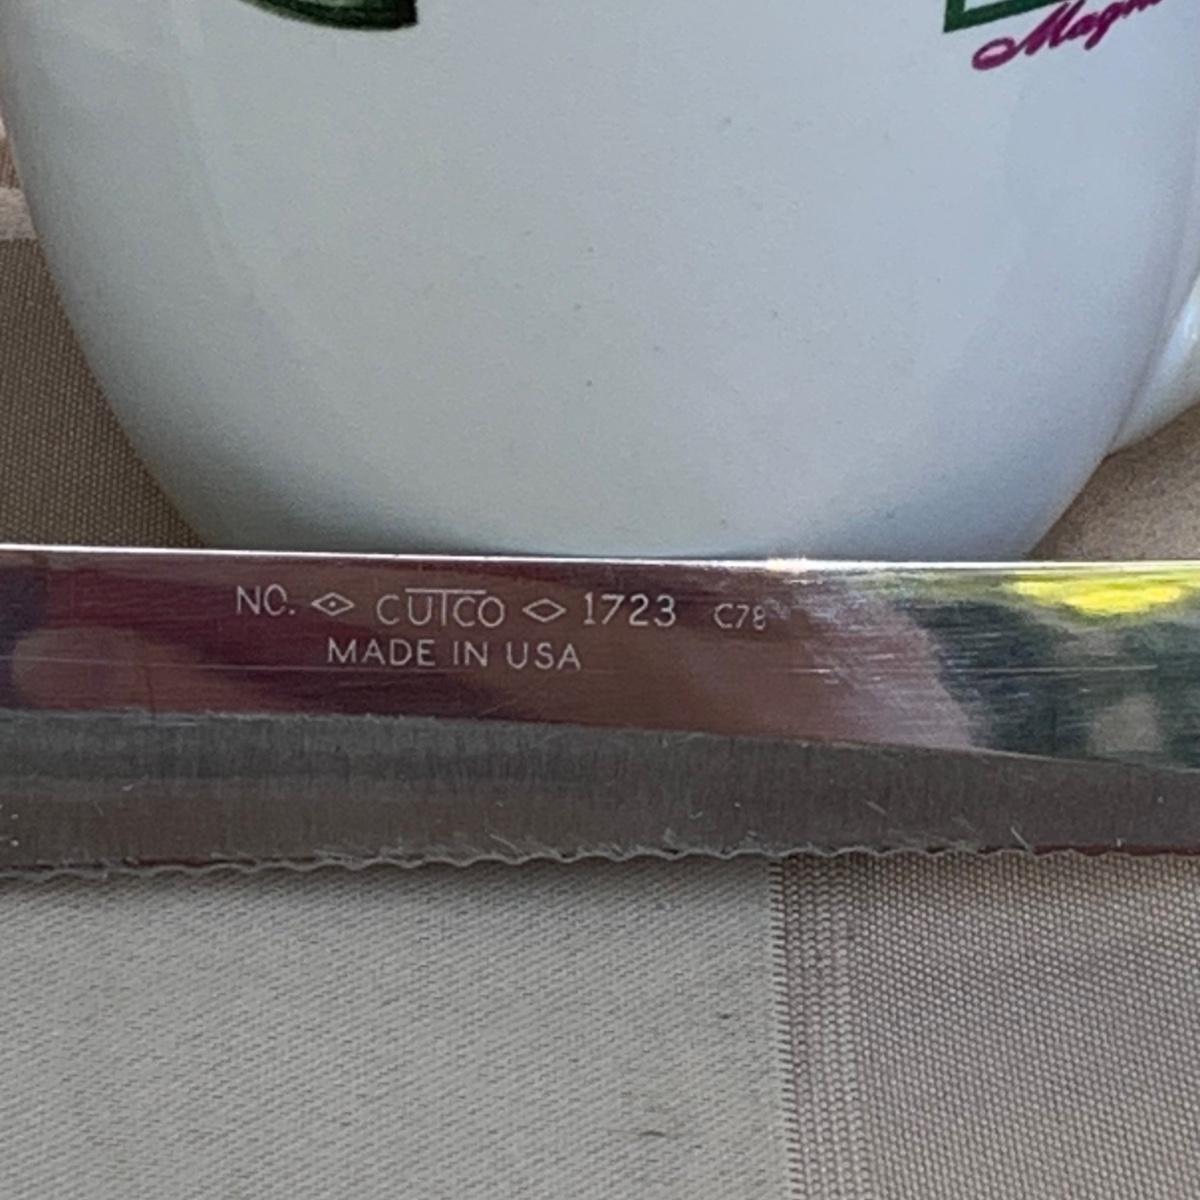 NO. CUTCO 1723 C78
MADE IN USA